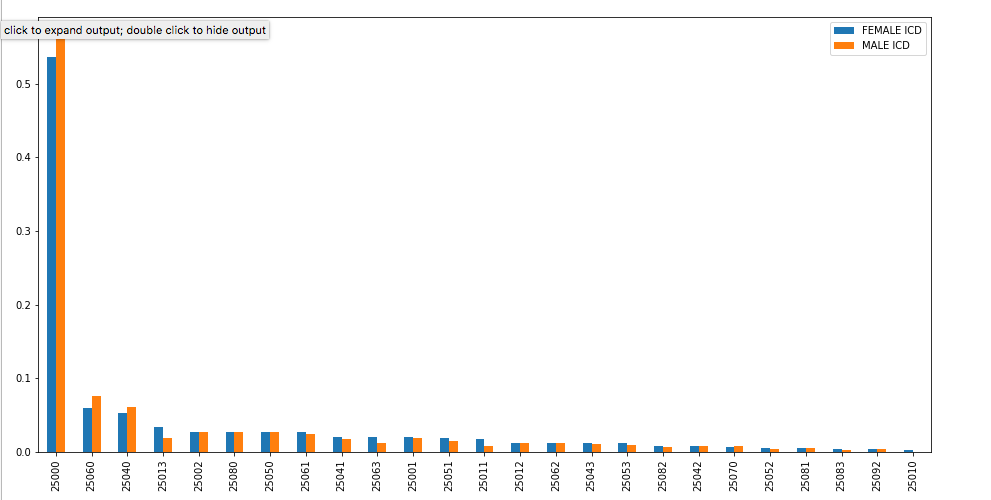 click to expand output; double click to hide output
FEMALE ICD
MALE ICD
0.5
0.4
0.3
0.2
0.1
0.0
25000 25060 25040 25013 25002 25080 25050 25061 25041 25063 25001 25051 25011 25012 25062 25043 25053 25082 25042 25070 25052 25081 25083 25092 25010